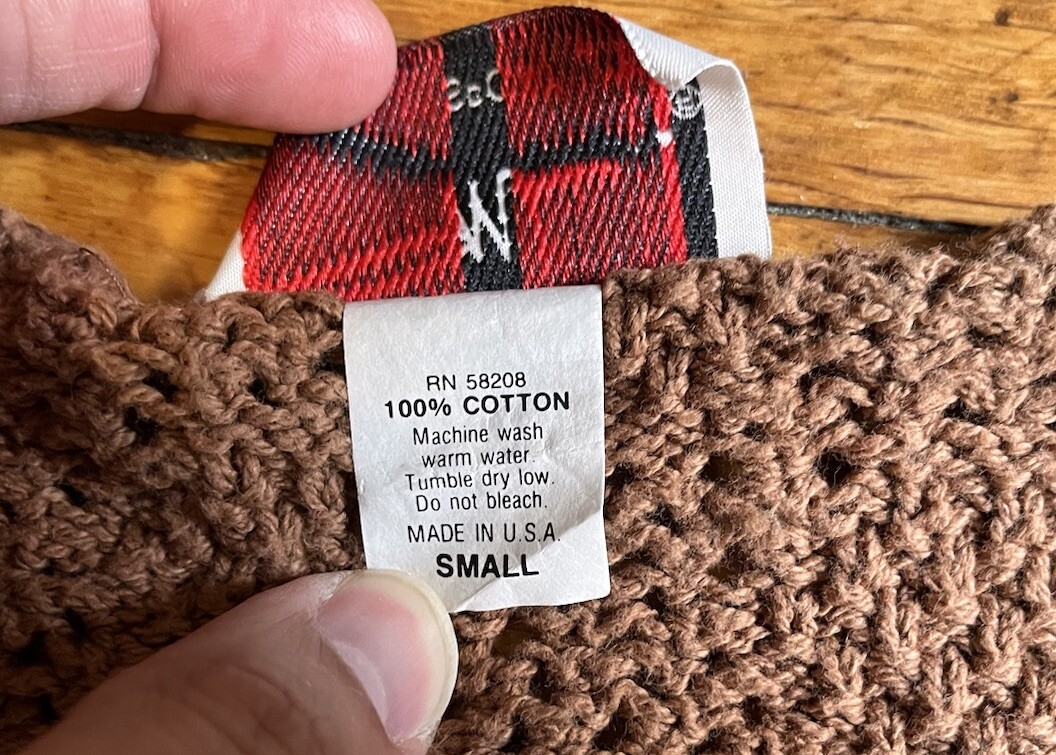 W
RN 58208
100% COTTON
Machine wash
warm water.
Tumble dry low.
Do not bleach.
MADE IN U.S.A.
SMALL